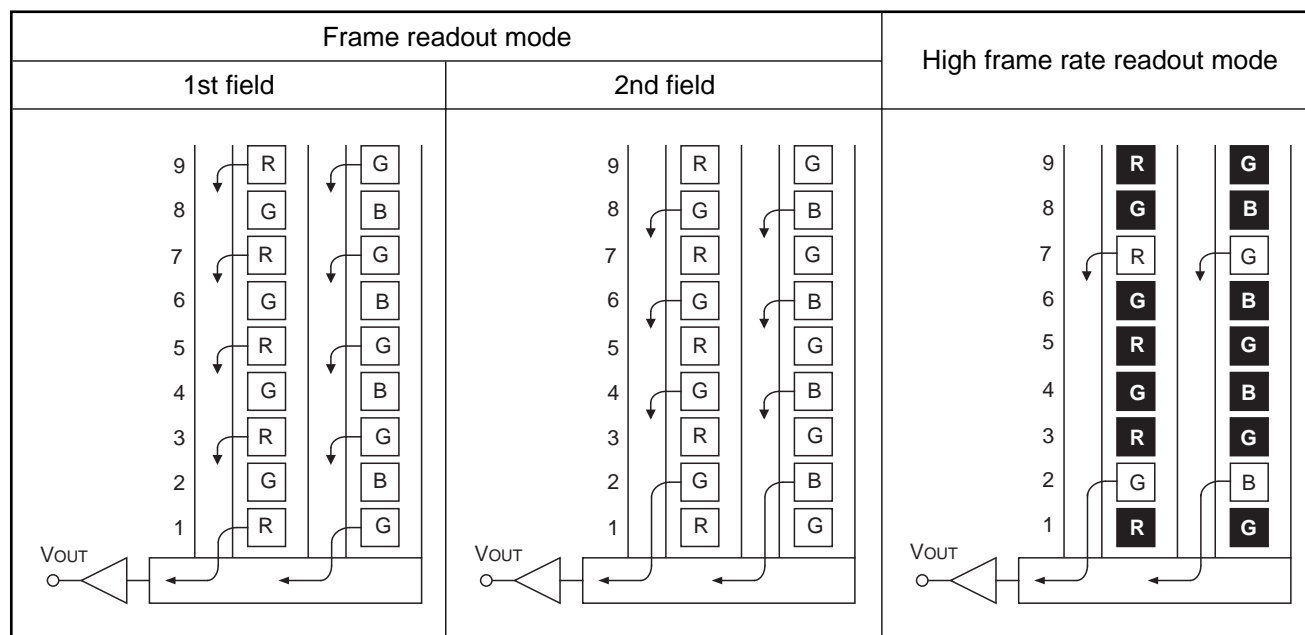 Frame readout mode
High frame rate readout mode
1st field
2nd field
9 R G
8 G B
7 R G
6 G B
5 R G
4 G B
3 R G
2 G B
1 R G
VOUT
9 R G
8 G B
7 R G
6 G B
5 R G
4 G B
3 R G
2 G B
1 R G
VOUT
9 R G
8 G B
7 R G
6 G B
5 R G
4 G B
3 R G
2 G B
1 R G
VOUT